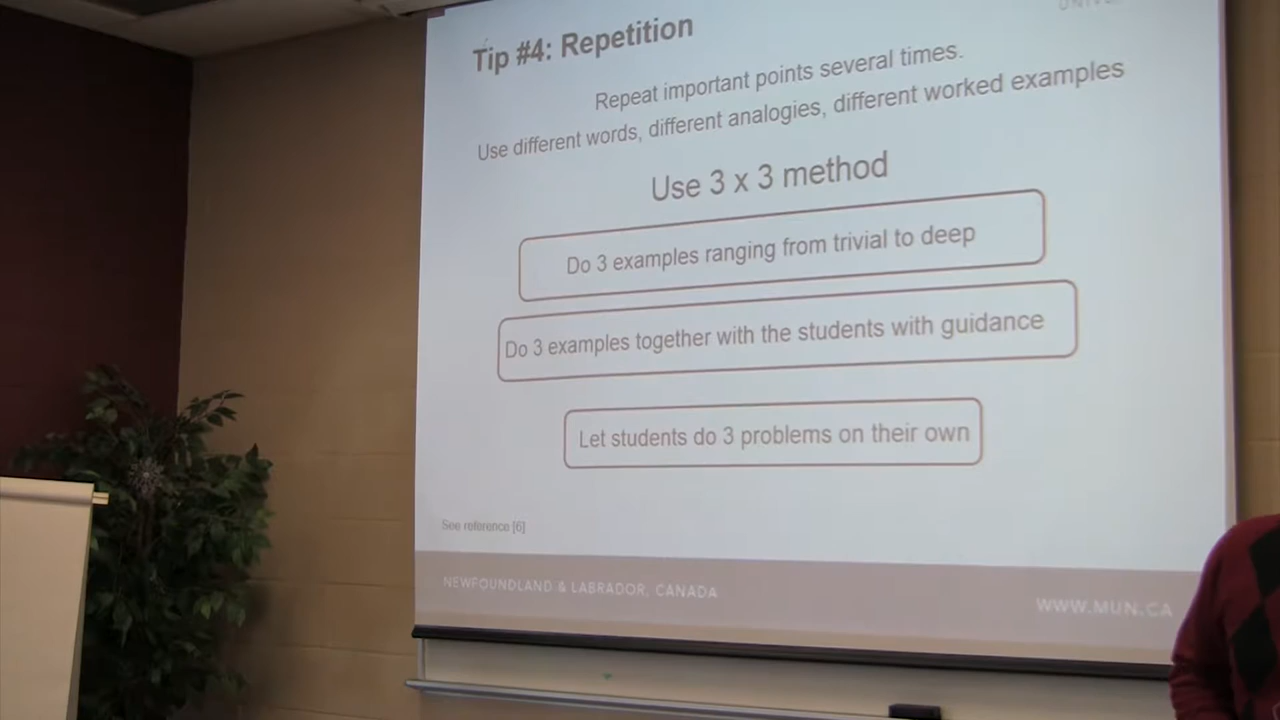 Tip #4: Repetition
Repeat important points several times.
Use different words, different analogies, different worked examples
Use 3 x 3 method
Do 3 examples ranging from trivial to deep
Do 3 examples together with the students with guidance
Let students do 3 problems on their own
See reference [6]
NEWFOUNDLAND & LABRADOR, CANADA
WWW.MUN.CA